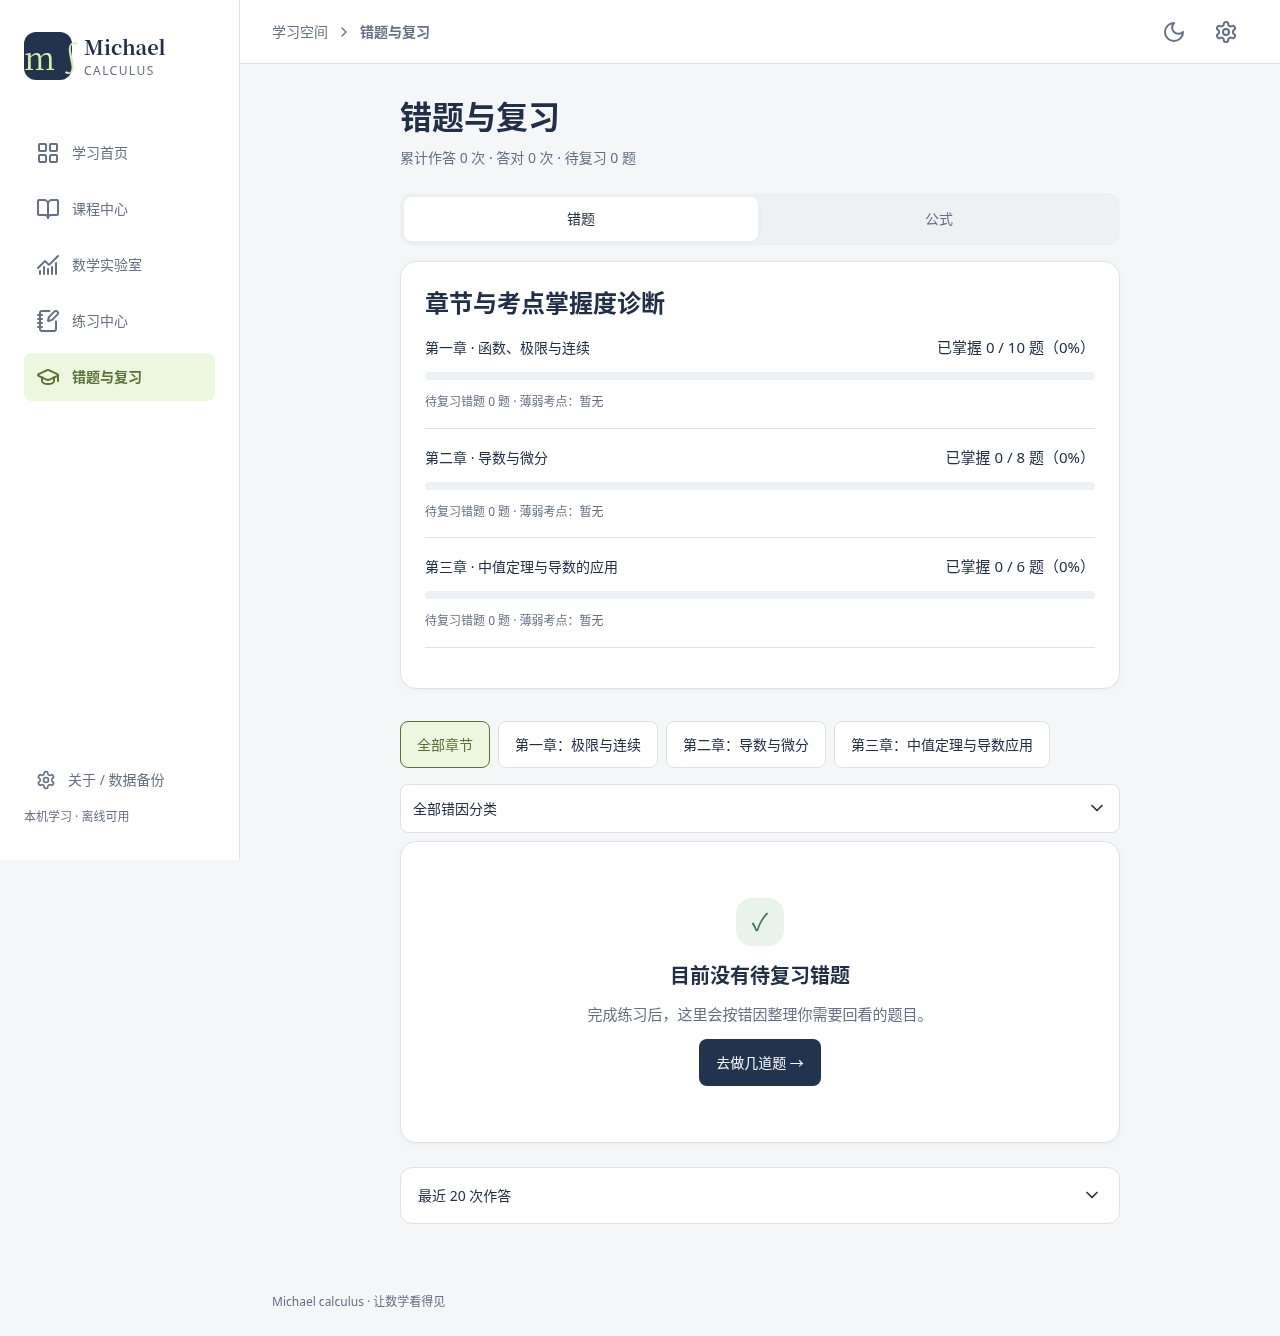 m ∫
Michael
CALCULUS
学习首页
课程中心
数学实验室
练习中心
错题与复习
关于 / 数据备份
本机学习 · 离线可用
学习空间 > 错题与复习
错题与复习
累计作答 0 次 · 答对 0 次 · 待复习 0 题
错题
公式
章节与考点掌握度诊断
第一章 · 函数、极限与连续
已掌握 0 / 10 题（0%）
待复习错题 0 题 · 薄弱考点：暂无
第二章 · 导数与微分
已掌握 0 / 8 题（0%）
待复习错题 0 题 · 薄弱考点：暂无
第三章 · 中值定理与导数的应用
已掌握 0 / 6 题（0%）
待复习错题 0 题 · 薄弱考点：暂无
全部章节
第一章：极限与连续
第二章：导数与微分
第三章：中值定理与导数应用
全部错因分类
✓
目前没有待复习错题
完成练习后，这里会按错因整理你需要回看的题目。
去做几道题 →
最近 20 次作答
Michael calculus · 让数学看得见